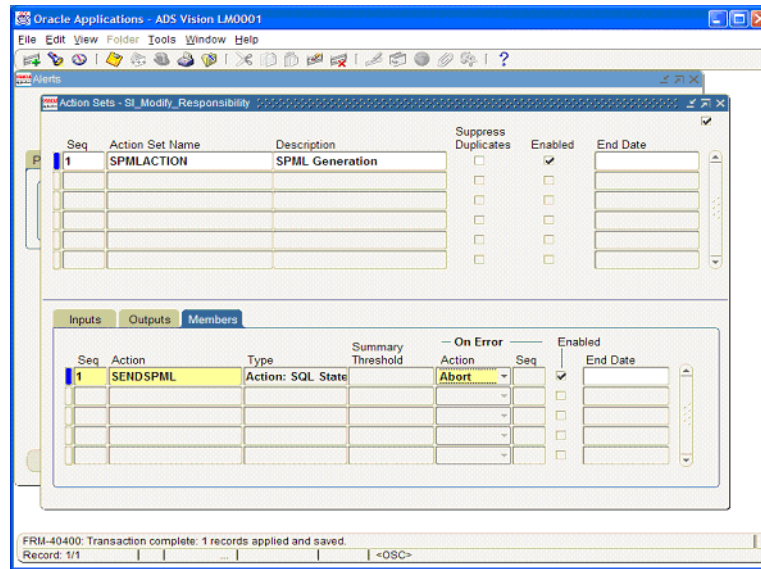 Oracle Applications - ADS Vision LM0001
File Edit View Folder Tools Window Help
Alerts
Action Sets - SI_Modify_Responsibility
Suppress
Seq Action Set Name Description Duplicates Enabled End Date
P
1 SPMLACTION SPML Generation
Inputs Outputs Members
Summary On Error Enabled
Seq Action Type Threshold Action Seq End Date
1 SENDSPML Action: SQL State Abort
FRM-40400: Transaction complete: 1 records applied and saved.
Record: 1/1 ... <OSC>